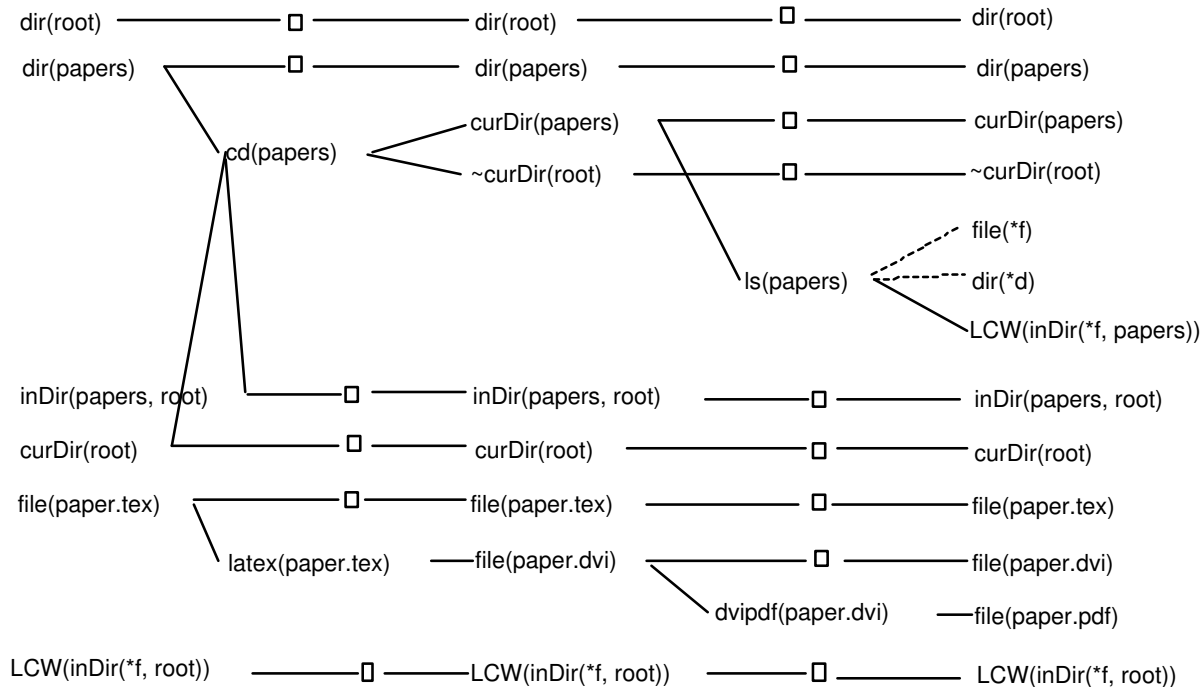 dir(root) dir(root) dir(root)
dir(papers) dir(papers) dir(papers)
curDir(papers) curDir(papers)
cd(papers)
~curDir(root) ~curDir(root)
file(*f)
ls(papers) dir(*d)
LCW(inDir(*f, papers))
inDir(papers, root) inDir(papers, root) inDir(papers, root)
curDir(root) curDir(root) curDir(root)
file(paper.tex) file(paper.tex) file(paper.tex)
latex(paper.tex) file(paper.dvi) file(paper.dvi)
dvipdf(paper.dvi) file(paper.pdf)
LCW(inDir(*f, root)) LCW(inDir(*f, root)) LCW(inDir(*f, root))